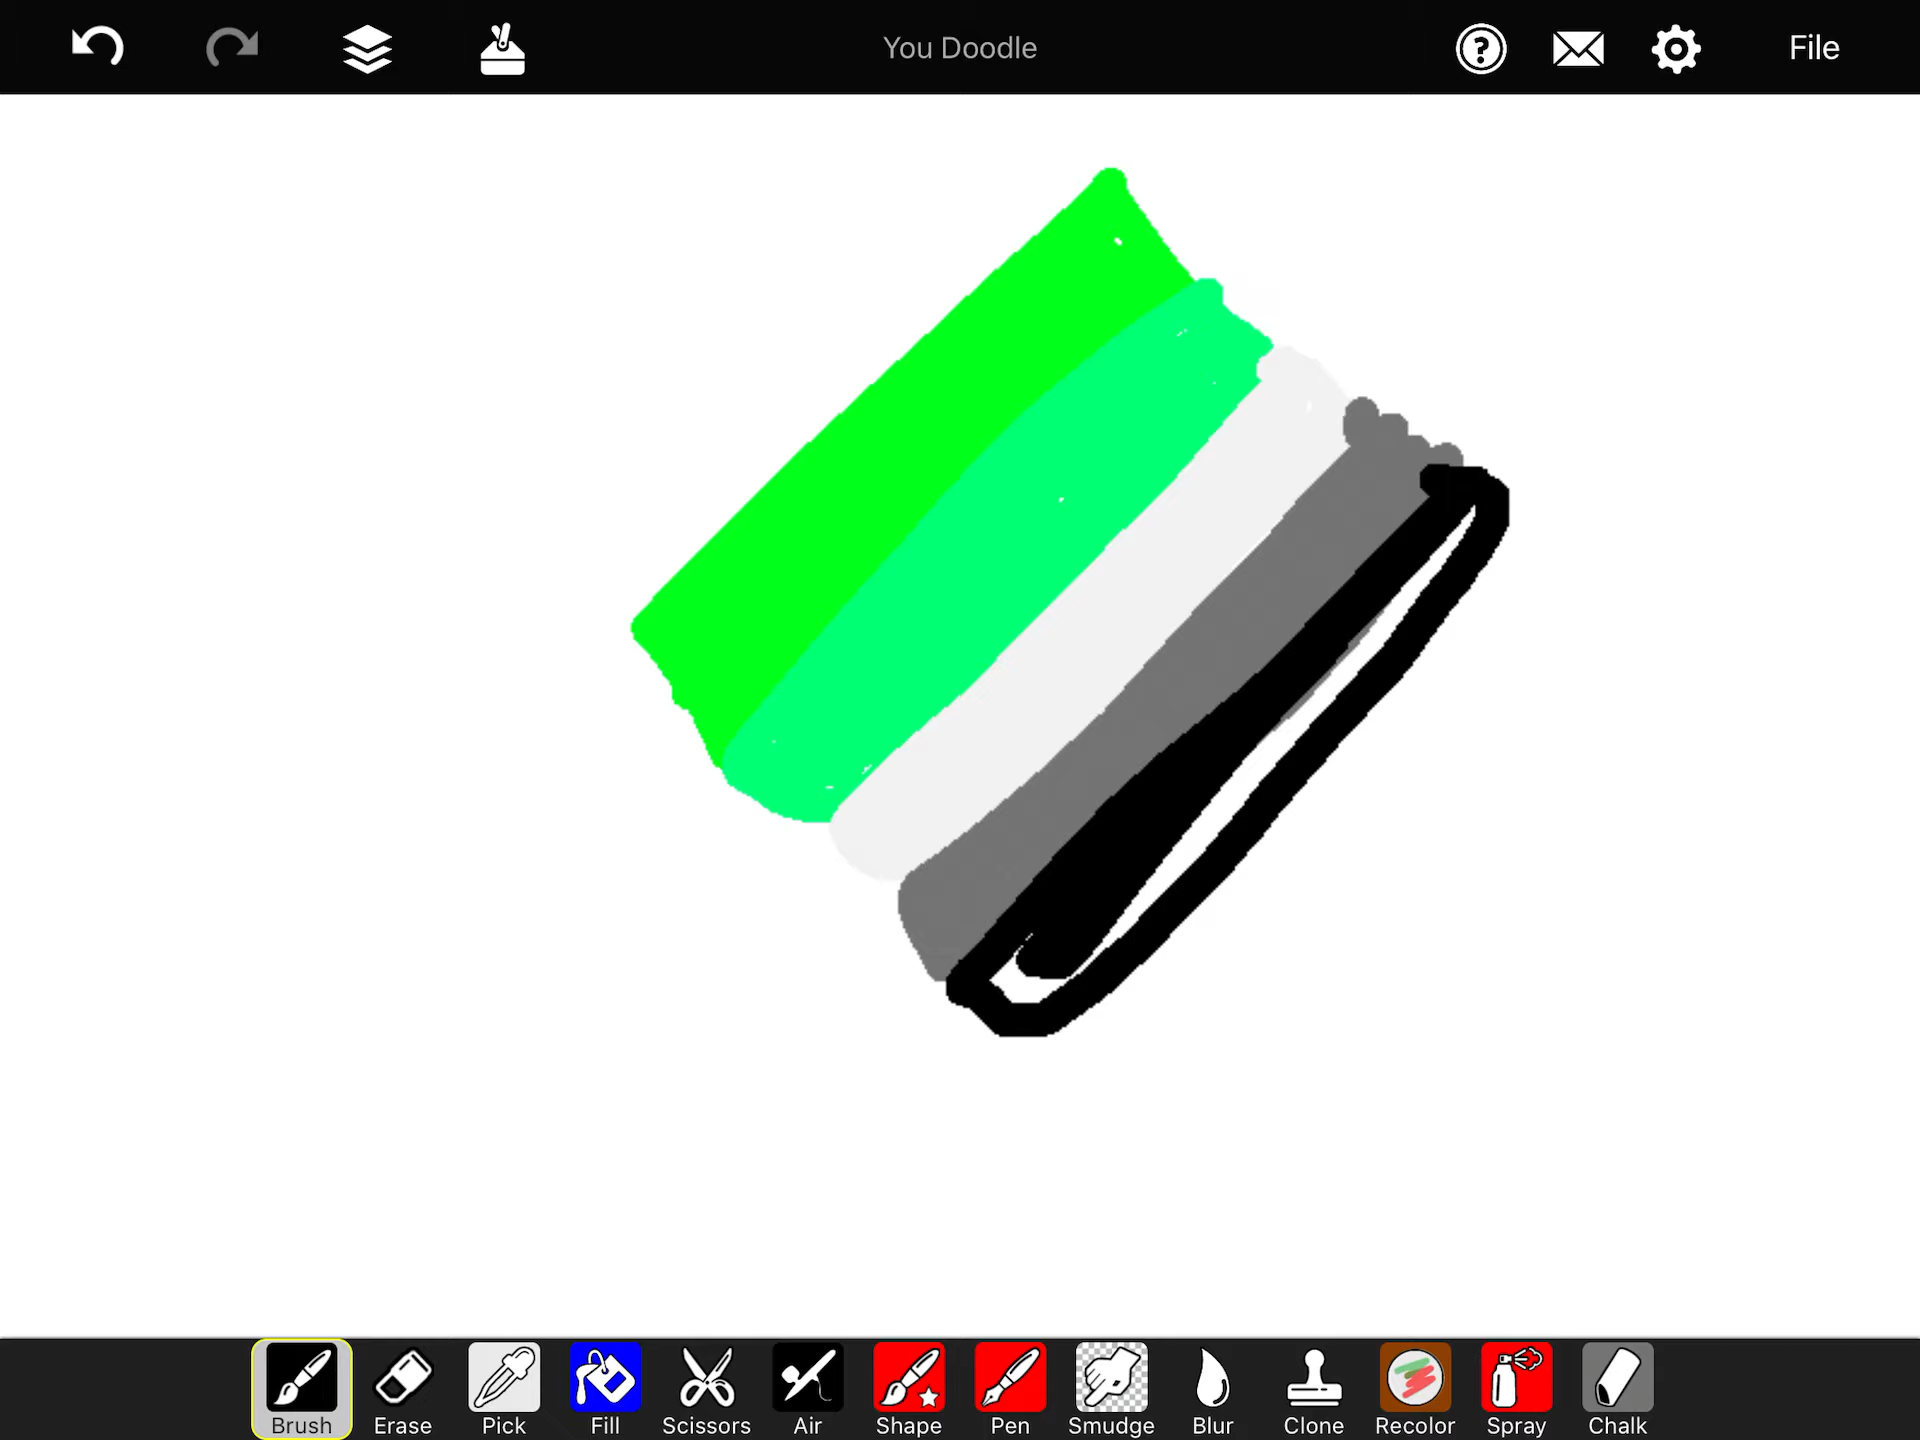 You Doodle
File
Brush Erase Pick Fill Scissors Air Shape Pen Smudge Blur Clone Recolor Spray Chalk